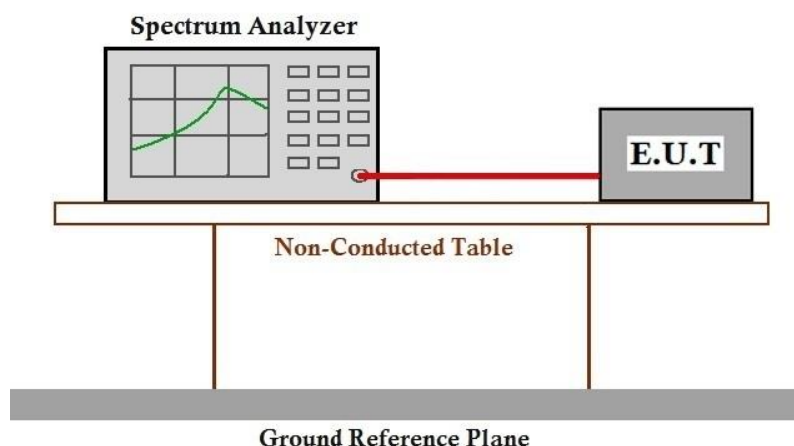 Spectrum Analyzer
E.U.T
Non-Conducted Table
Ground Reference Plane